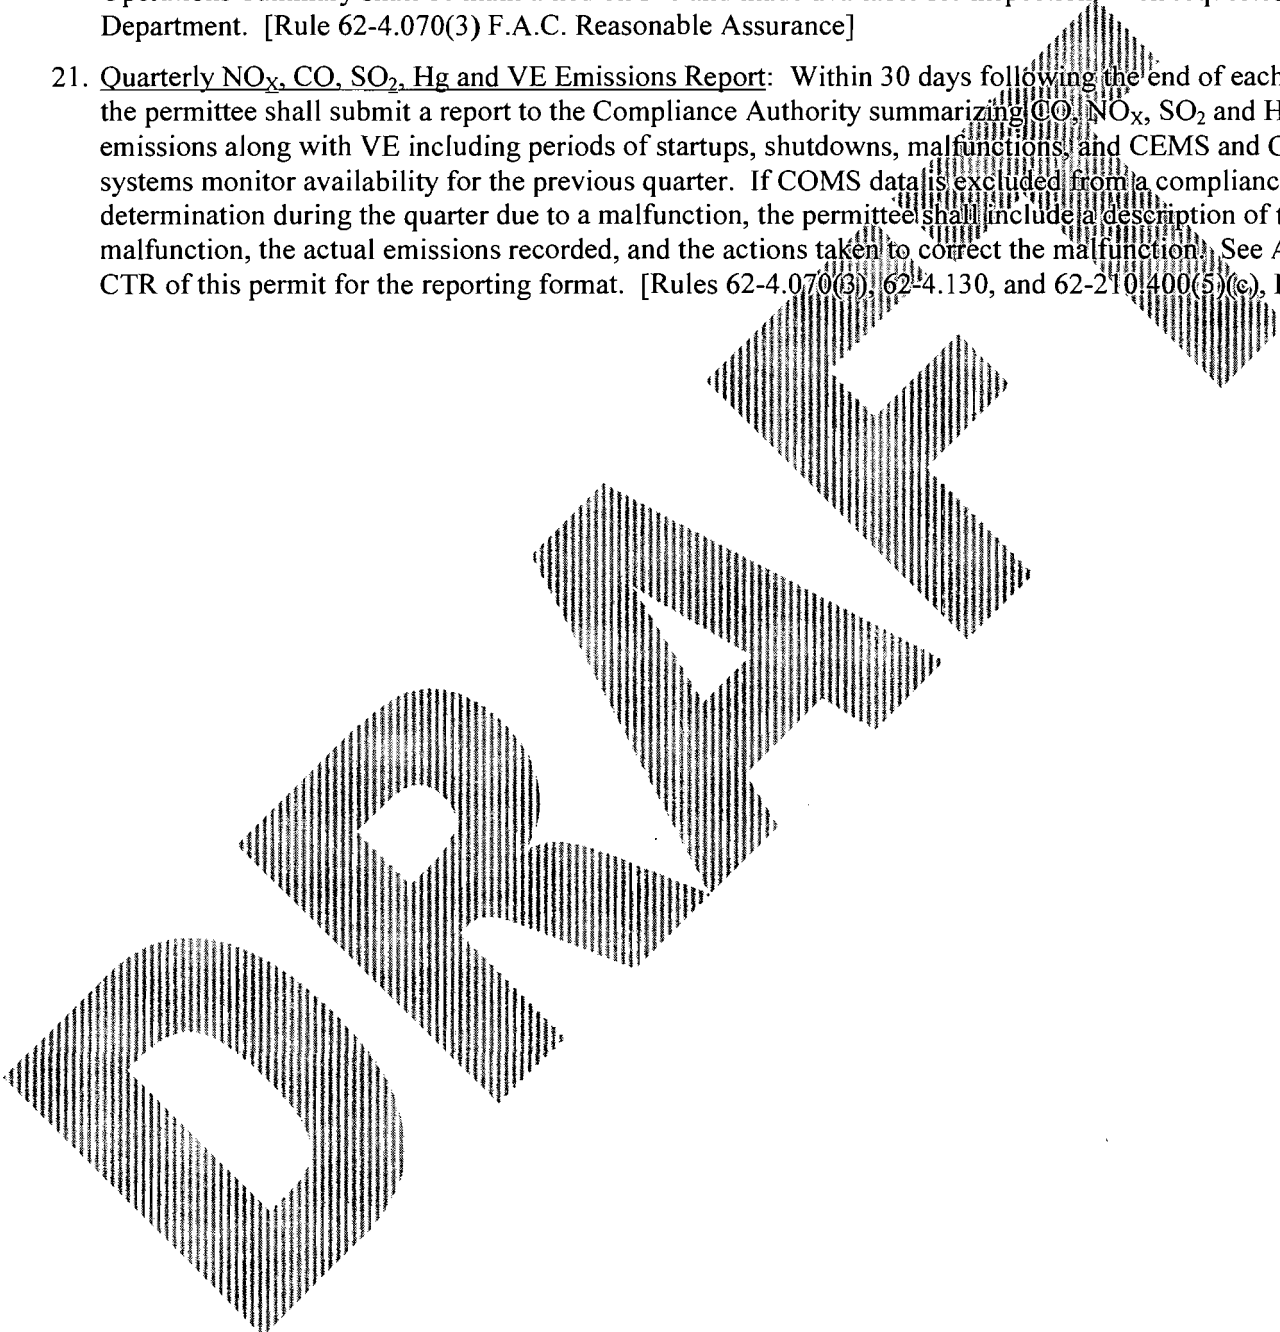 Department. [Rule 62-4.070(3) F.A.C. Reasonable Assurance]
21. Quarterly NOX, CO, SO2, Hg and VE Emissions Report: Within 30 days following the end of each
the permittee shall submit a report to the Compliance Authority summarizing CO, NOX, SO2 and H
emissions along with VE including periods of startups, shutdowns, malfunctions, and CEMS and C
systems monitor availability for the previous quarter. If COMS data is excluded from a complianc
determination during the quarter due to a malfunction, the permittee shall include a description of t
malfunction, the actual emissions recorded, and the actions taken to correct the malfunction. See A
CTR of this permit for the reporting format. [Rules 62-4.070(3), 62-4.130, and 62-210.400(5)(c), F
DRAFT